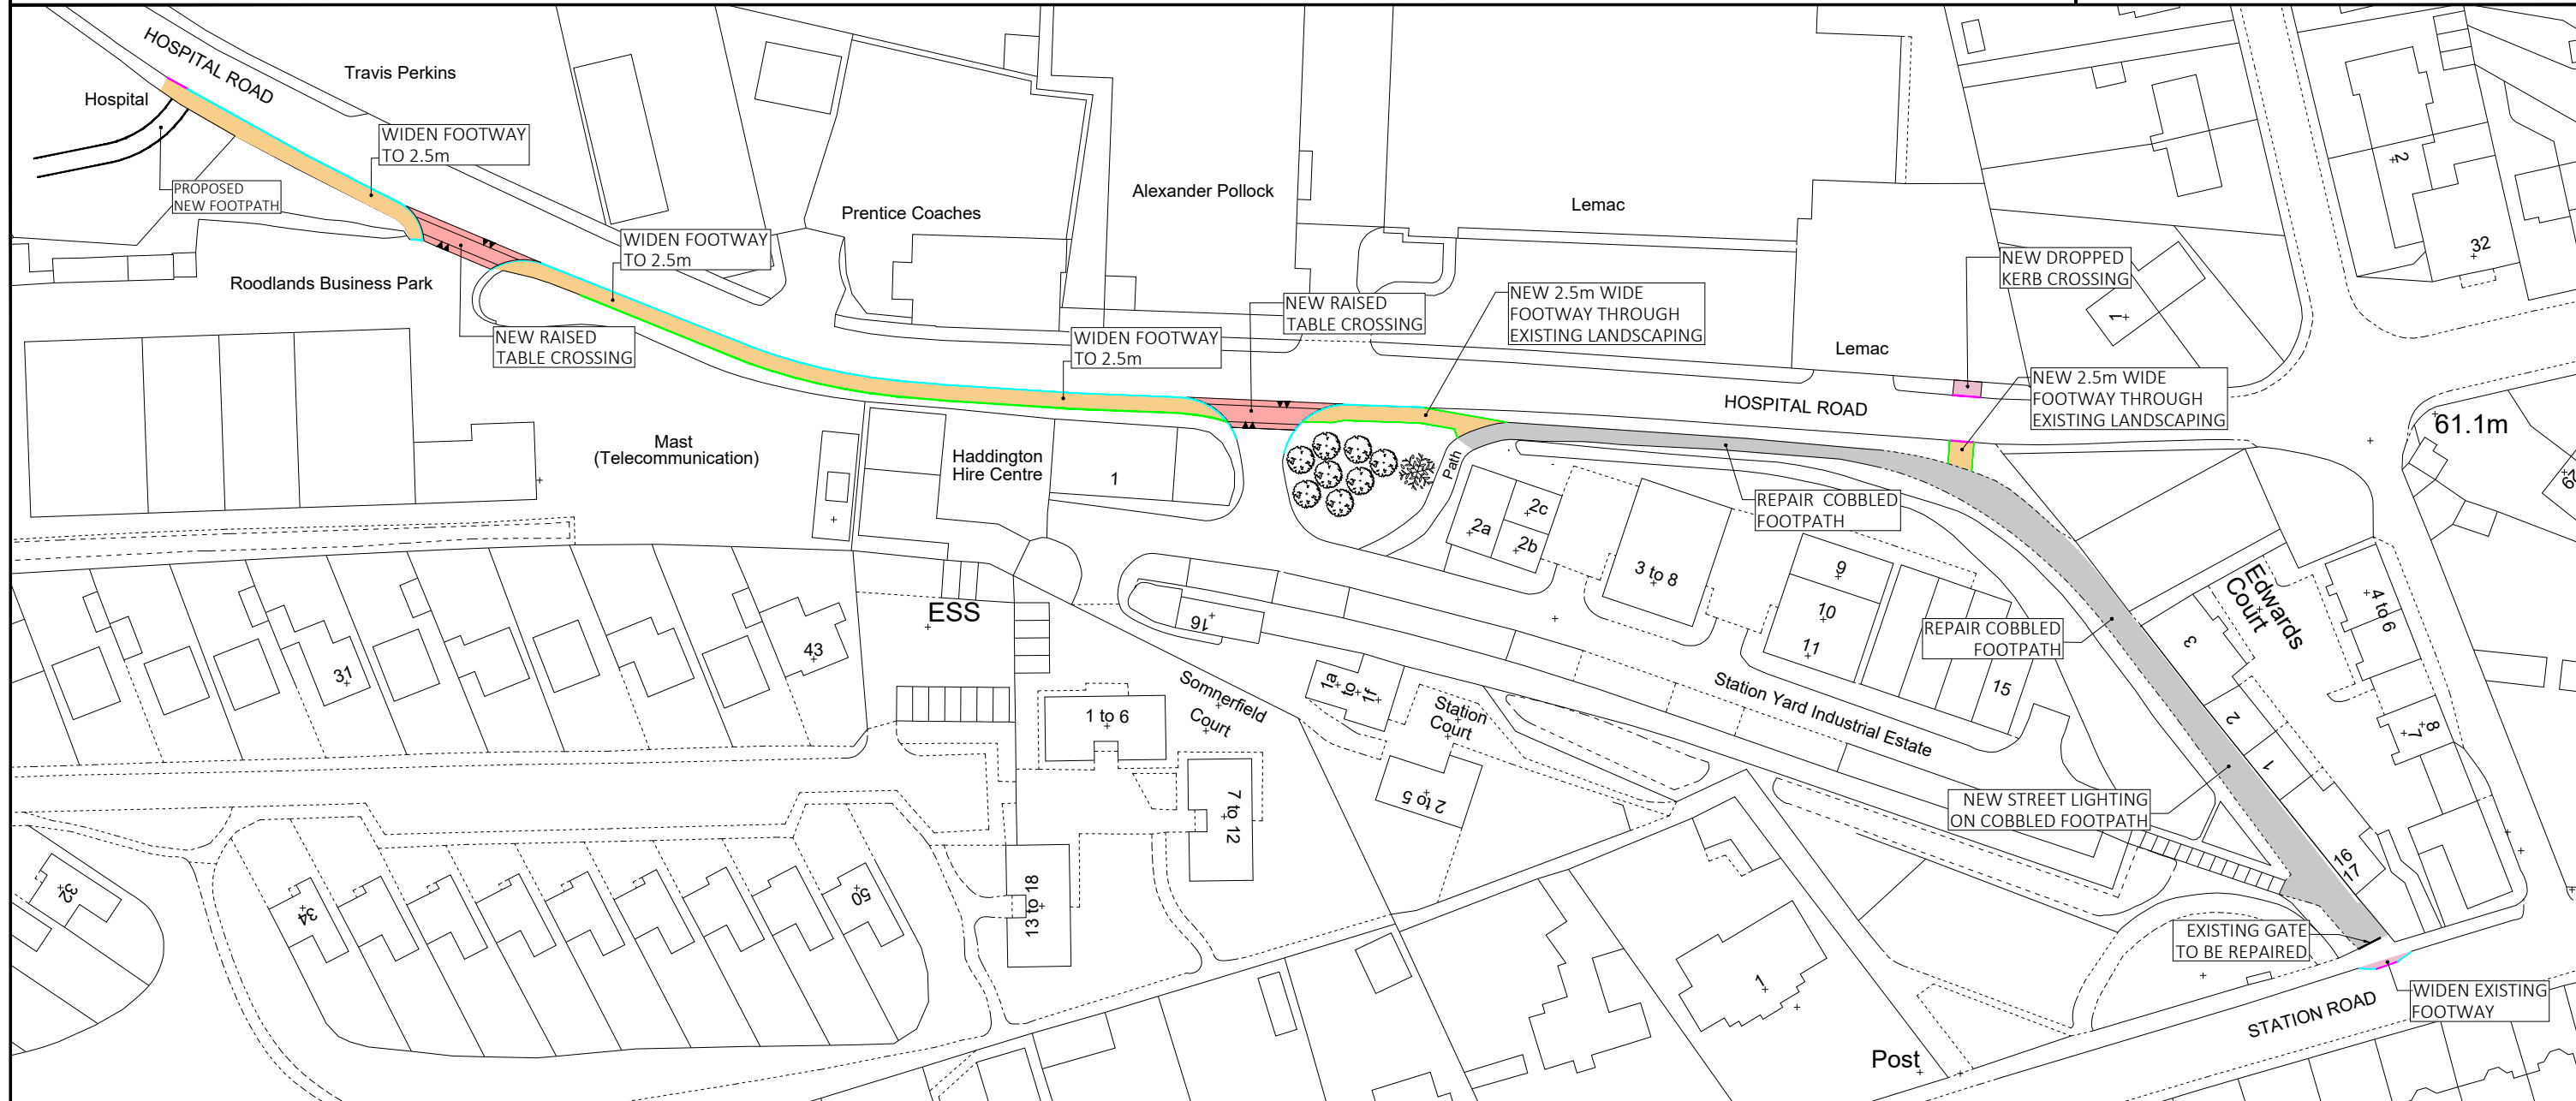 HOSPITAL ROAD
Travis Perkins
Hospital
WIDEN FOOTWAY
TO 2.5m
PROPOSED
NEW FOOTPATH
Roodlands Business Park
NEW RAISED
TABLE CROSSING
WIDEN FOOTWAY
TO 2.5m
Prentice Coaches
Alexander Pollock
Lemac
WIDEN FOOTWAY
TO 2.5m
NEW RAISED
TABLE CROSSING
NEW 2.5m WIDE
FOOTWAY THROUGH
EXISTING LANDSCAPING
Lemac
NEW DROPPED
KERB CROSSING
NEW 2.5m WIDE
FOOTWAY THROUGH
EXISTING LANDSCAPING
HOSPITAL ROAD
1
2
32
61.1m
Mast
(Telecommunication)
Haddington
Hire Centre
1
Path
2a
2c
2b
3 to 8
REPAIR COBBLED
FOOTPATH
9
10
11
15
REPAIR COBBLED
FOOTPATH
Edwards
Court
4 to 6
3
2
1
7
8
ESS
16
43
31
1 to 6
Somnerfield
Court
1a
to
1f
Station
Court
Station Yard Industrial Estate
2 to 5
7 to 12
NEW STREET LIGHTING
ON COBBLED FOOTPATH
16
17
32
34
50
13 to 18
1
EXISTING GATE
TO BE REPAIRED
WIDEN EXISTING
FOOTWAY
STATION ROAD
Post